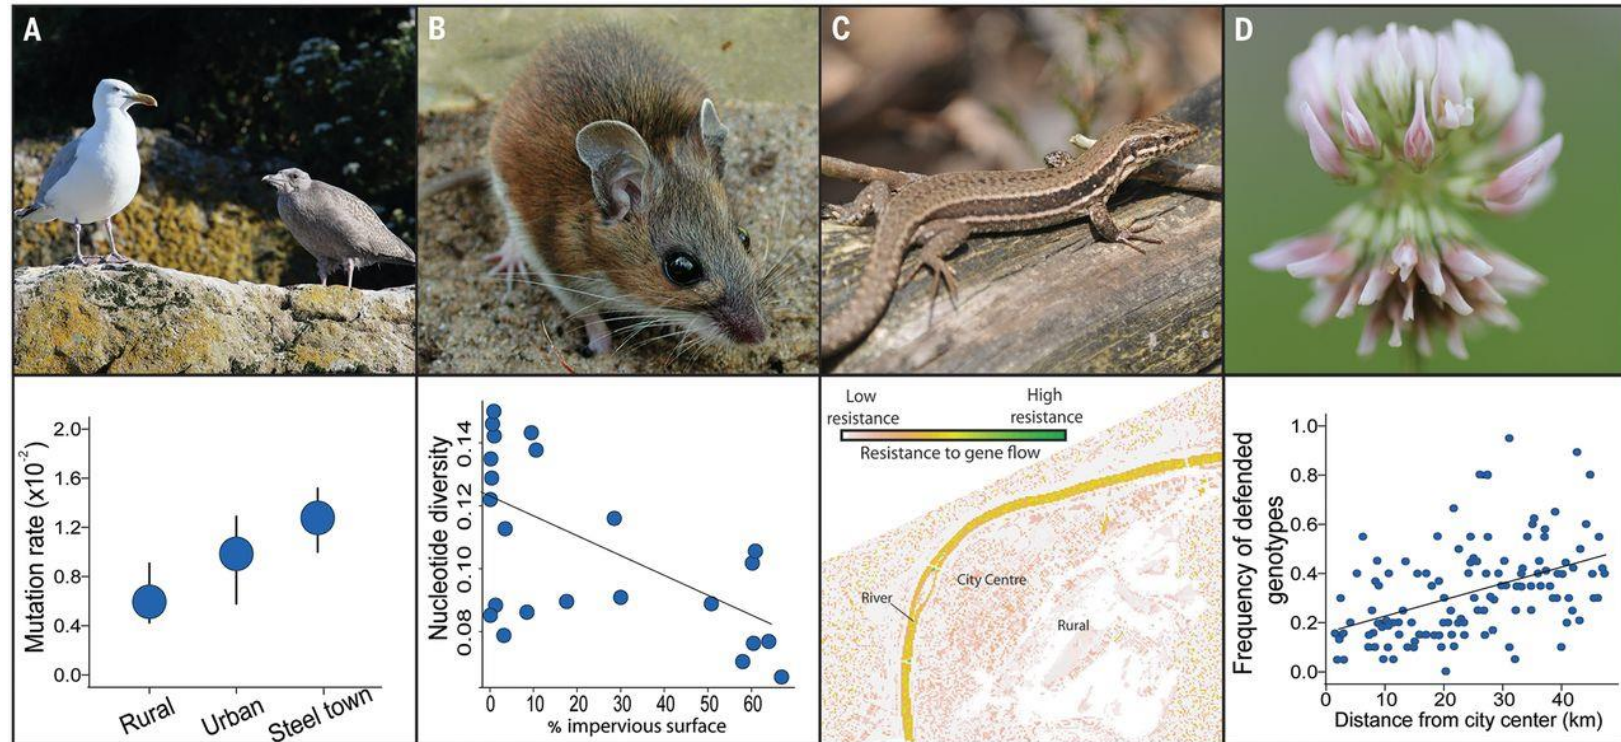 A
B
C
D
Mutation rate (x10⁻²)
2.0
1.6
1.2
0.8
0.4
0.0
Rural
Urban
Steel town
Nucleotide diversity
0.14
0.12
0.10
0.08
0
10
20
30
40
50
60
% impervious surface
Low
resistance
High
resistance
Resistance to gene flow
City Centre
River
Rural
Frequency of defended
genotypes
1.0
0.8
0.6
0.4
0.2
0.0
0
10
20
30
40
Distance from city center (km)